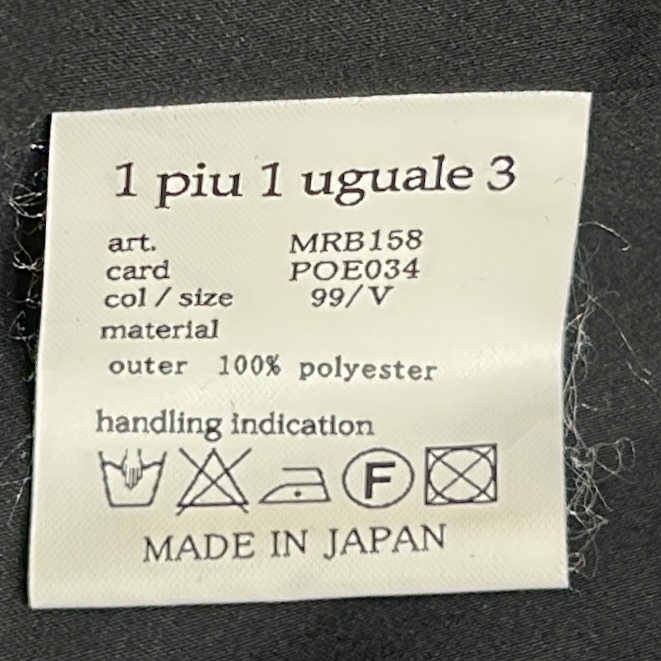 1 piu 1 uguale 3
art. MRB158
card POE034
col / size 99/V
material
outer 100% polyester
handling indication
F
MADE IN JAPAN